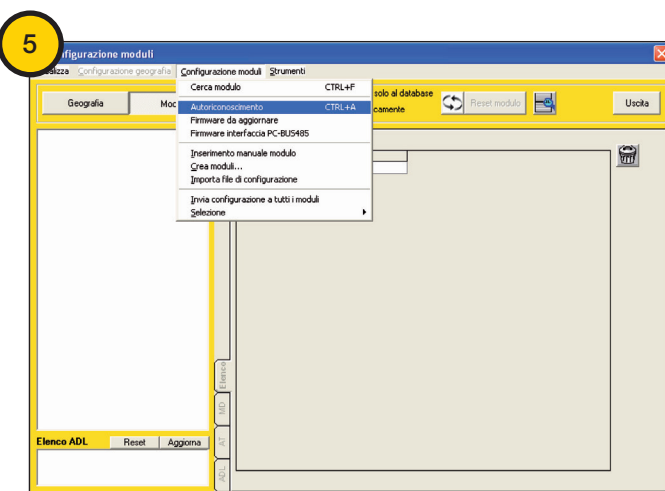 5
nfigurazione moduli
alizza Configurazione geografia Configurazione moduli Strumenti
Geografia
Mod
Cerca modulo CTRL+F
Autoriconoscimento CTRL+A
Firmware da aggiornare
Firmware interfaccia PC-BUS485
Inserimento manuale modulo
Crea moduli...
Importa file di configurazione
Invia configurazione a tutti i moduli
Selezione
solo al database
camente
Reset modulo
Uscita
Elenco
MD
AT
ADL
Elenco ADL Reset Aggiorna